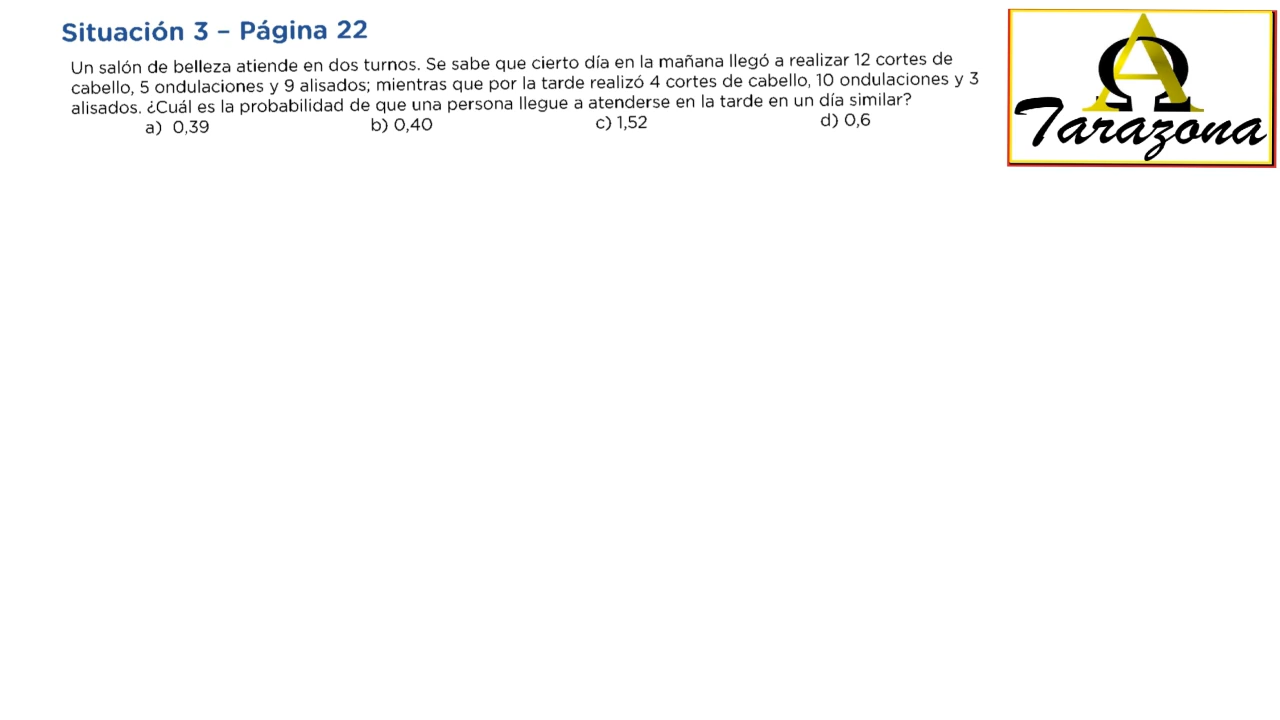 Situación 3 – Página 22
Un salón de belleza atiende en dos turnos. Se sabe que cierto día en la mañana llegó a realizar 12 cortes de
cabello, 5 ondulaciones y 9 alisados; mientras que por la tarde realizó 4 cortes de cabello, 10 ondulaciones y 3
alisados. ¿Cuál es la probabilidad de que una persona llegue a atenderse en la tarde en un día similar?
a) 0,39 b) 0,40 c) 1,52 d) 0,6
ΑΩ
Tarazona